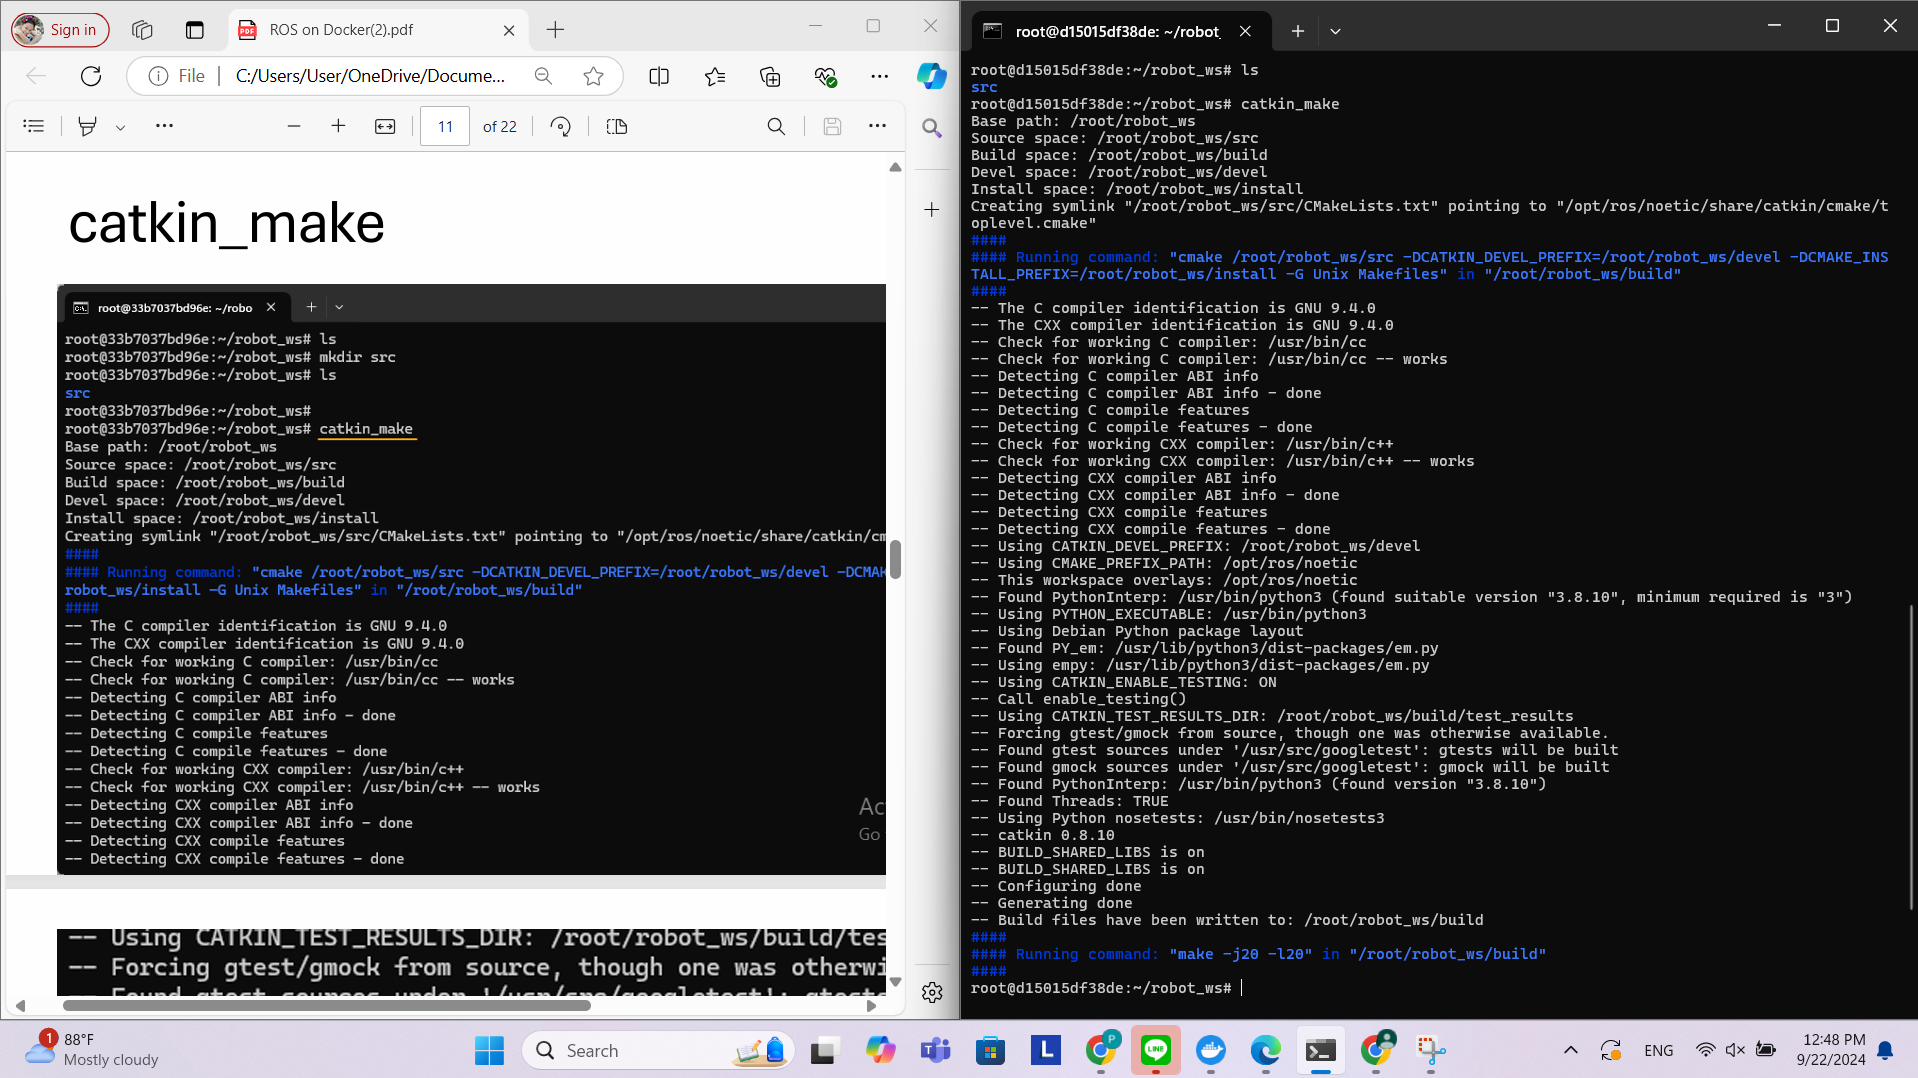 Sign in
ROS on Docker(2).pdf
File
C:/Users/User/OneDrive/Docume...
11 of 22
catkin_make
root@33b7037bd96e: ~/robo
root@33b7037bd96e:~/robot_ws# ls
root@33b7037bd96e:~/robot_ws# mkdir src
root@33b7037bd96e:~/robot_ws# ls
src
root@33b7037bd96e:~/robot_ws#
root@33b7037bd96e:~/robot_ws# catkin_make
Base path: /root/robot_ws
Source space: /root/robot_ws/src
Build space: /root/robot_ws/build
Devel space: /root/robot_ws/devel
Install space: /root/robot_ws/install
Creating symlink "/root/robot_ws/src/CMakeLists.txt" pointing to "/opt/ros/noetic/share/catkin/cm
####
#### Running command: "cmake /root/robot_ws/src -DCATKIN_DEVEL_PREFIX=/root/robot_ws/devel -DCMAK
robot_ws/install -G Unix Makefiles" in "/root/robot_ws/build"
####
-- The C compiler identification is GNU 9.4.0
-- The CXX compiler identification is GNU 9.4.0
-- Check for working C compiler: /usr/bin/cc
-- Check for working C compiler: /usr/bin/cc -- works
-- Detecting C compiler ABI info
-- Detecting C compiler ABI info - done
-- Detecting C compile features
-- Detecting C compile features - done
-- Check for working CXX compiler: /usr/bin/c++
-- Check for working CXX compiler: /usr/bin/c++ -- works
-- Detecting CXX compiler ABI info
-- Detecting CXX compiler ABI info - done
-- Detecting CXX compile features
-- Detecting CXX compile features - done
Act
Go
-- Using CATKIN_TEST_RESULTS_DIR: /root/robot_ws/build/tes
-- Forcing gtest/gmock from source, though one was otherwi
-- Found gtest sources under '/usr/src/googletest': gtests
root@d15015df38de: ~/robot_
root@d15015df38de:~/robot_ws# ls
src
root@d15015df38de:~/robot_ws# catkin_make
Base path: /root/robot_ws
Source space: /root/robot_ws/src
Build space: /root/robot_ws/build
Devel space: /root/robot_ws/devel
Install space: /root/robot_ws/install
Creating symlink "/root/robot_ws/src/CMakeLists.txt" pointing to "/opt/ros/noetic/share/catkin/cmake/t
oplevel.cmake"
####
#### Running command: "cmake /root/robot_ws/src -DCATKIN_DEVEL_PREFIX=/root/robot_ws/devel -DCMAKE_INS
TALL_PREFIX=/root/robot_ws/install -G Unix Makefiles" in "/root/robot_ws/build"
####
-- The C compiler identification is GNU 9.4.0
-- The CXX compiler identification is GNU 9.4.0
-- Check for working C compiler: /usr/bin/cc
-- Check for working C compiler: /usr/bin/cc -- works
-- Detecting C compiler ABI info
-- Detecting C compiler ABI info - done
-- Detecting C compile features
-- Detecting C compile features - done
-- Check for working CXX compiler: /usr/bin/c++
-- Check for working CXX compiler: /usr/bin/c++ -- works
-- Detecting CXX compiler ABI info
-- Detecting CXX compiler ABI info - done
-- Detecting CXX compile features
-- Detecting CXX compile features - done
-- Using CATKIN_DEVEL_PREFIX: /root/robot_ws/devel
-- Using CMAKE_PREFIX_PATH: /opt/ros/noetic
-- This workspace overlays: /opt/ros/noetic
-- Found PythonInterp: /usr/bin/python3 (found suitable version "3.8.10", minimum required is "3")
-- Using PYTHON_EXECUTABLE: /usr/bin/python3
-- Using Debian Python package layout
-- Found PY_em: /usr/lib/python3/dist-packages/em.py
-- Using empy: /usr/lib/python3/dist-packages/em.py
-- Using CATKIN_ENABLE_TESTING: ON
-- Call enable_testing()
-- Using CATKIN_TEST_RESULTS_DIR: /root/robot_ws/build/test_results
-- Forcing gtest/gmock from source, though one was otherwise available.
-- Found gtest sources under '/usr/src/googletest': gtests will be built
-- Found gmock sources under '/usr/src/googletest': gmock will be built
-- Found PythonInterp: /usr/bin/python3 (found version "3.8.10")
-- Found Threads: TRUE
-- Using Python nosetests: /usr/bin/nosetests3
-- catkin 0.8.10
-- BUILD_SHARED_LIBS is on
-- BUILD_SHARED_LIBS is on
-- Configuring done
-- Generating done
-- Build files have been written to: /root/robot_ws/build
####
#### Running command: "make -j20 -l20" in "/root/robot_ws/build"
####
root@d15015df38de:~/robot_ws#
1
88°F
Mostly cloudy
Search
L
P
LINE
ENG
12:48 PM
9/22/2024